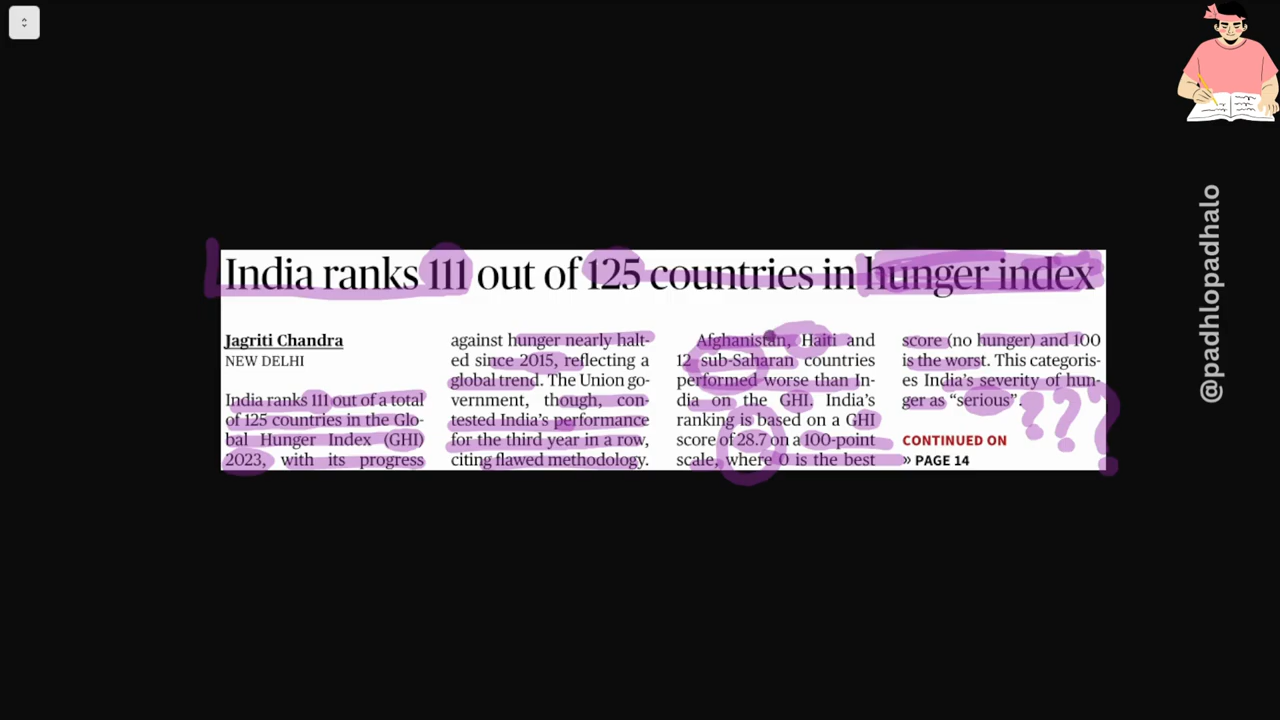 India ranks 111 out of 125 countries in hunger index
Jagriti Chandra
NEW DELHI
India ranks 111 out of a total
of 125 countries in the Glo-
bal Hunger Index (GHI)
2023, with its progress
against hunger nearly halt-
ed since 2015, reflecting a
global trend. The Union go-
vernment, though, con-
tested India's performance
for the third year in a row,
citing flawed methodology.
Afghanistan, Haiti and
12 sub-Saharan countries
performed worse than In-
dia on the GHI. India's
ranking is based on a GHI
score of 28.7 on a 100-point
scale, where 0 is the best
score (no hunger) and 100
is the worst. This categoris-
es India's severity of hun-
ger as “serious”.
???
CONTINUED ON
» PAGE 14
@padhlopadhalo